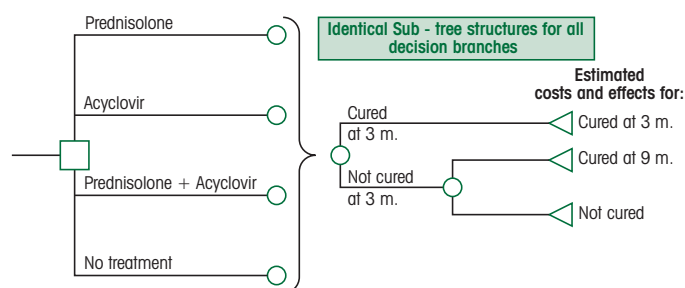 Prednisolone
Acyclovir
Prednisolone + Acyclovir
No treatment
Identical Sub - tree structures for all
decision branches
Estimated
costs and effects for:
Cured
at 3 m.
Not cured
at 3 m.
Cured at 3 m.
Cured at 9 m.
Not cured